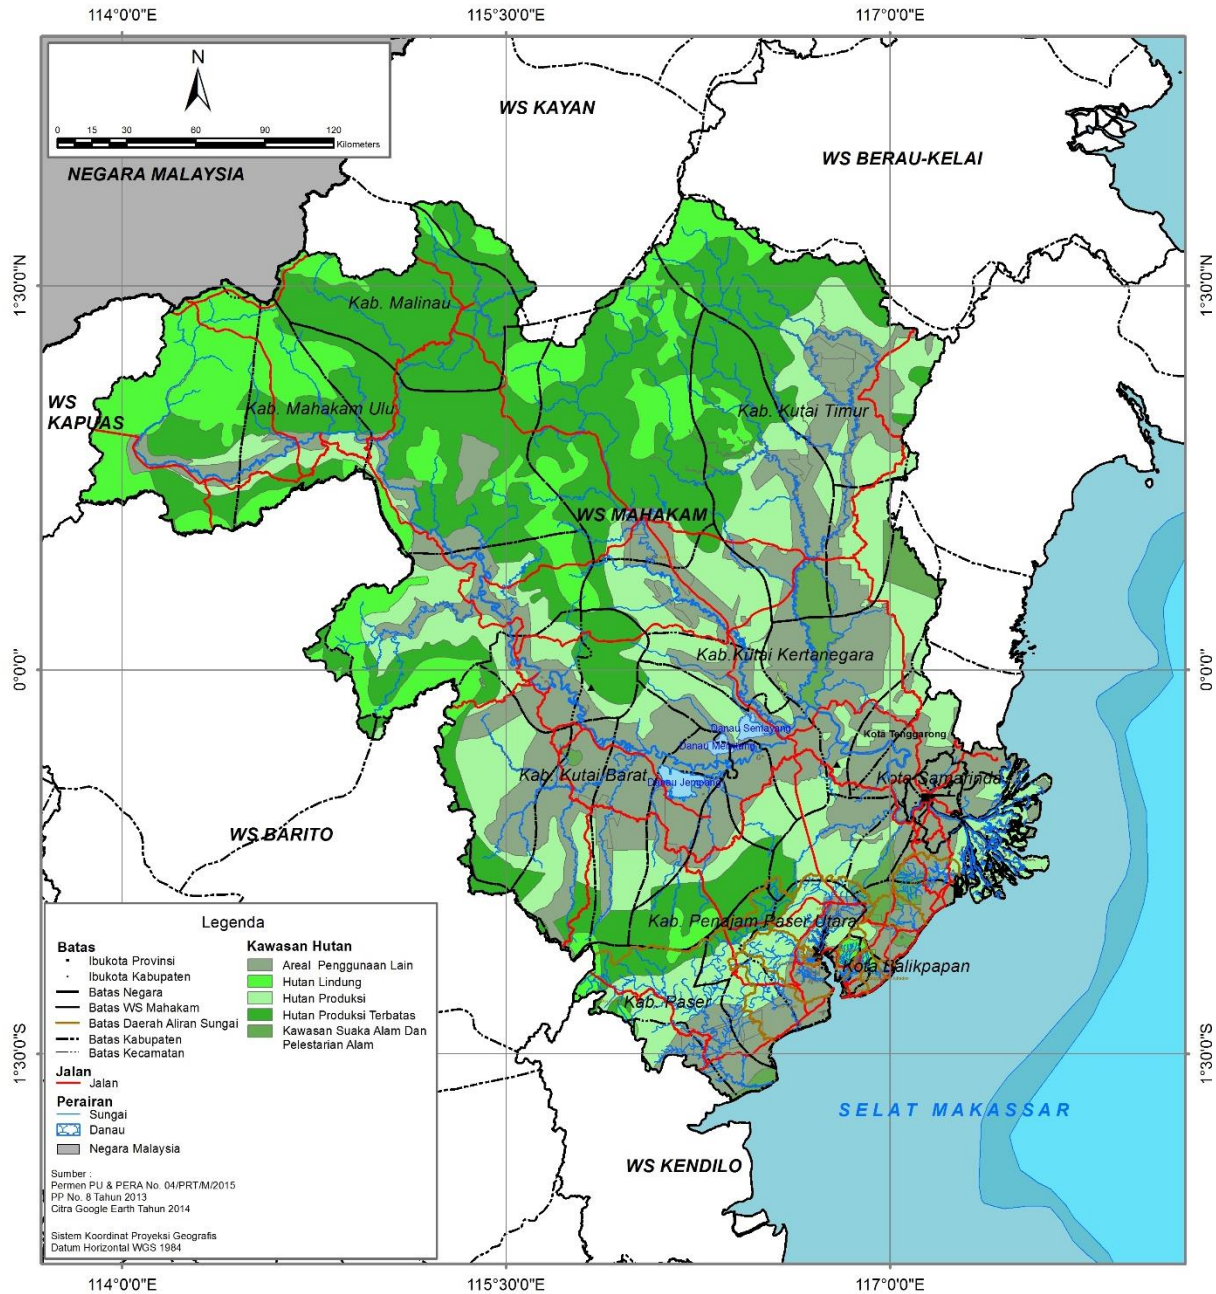 114°0'0"E
115°30'0"E
117°0'0"E
N
0 15 30 60 90 120
Kilometers
WS KAYAN
WS BERAU-KELAI
NEGARA MALAYSIA
1°30'0"N
1°30'0"N
Kab. Malinau
WS
KAPUAS
Kab. Mahakam Ulu
Kab. Kutai Timur
WS MAHAKAM
0°0'0"
0°0'0"
Kab.Kutai Kertanegara
Danau Semayang
Kota Tenggarong
Danau Melintang
Kab. Kutai Barat
Danau Jempang
Kota Samarinda
WS BARITO
Kab. Penajam Paser Utara
Kota Balikpapan
Kab. Paser
1°30'0"S
1°30'0"S
SELAT MAKASSAR
WS KENDILO
Legenda
Batas
Ibukota Provinsi
Ibukota Kabupaten
Batas Negara
Batas WS Mahakam
Batas Daerah Aliran Sungai
Batas Kabupaten
Batas Kecamatan
Jalan
Jalan
Perairan
Sungai
Danau
Negara Malaysia
Kawasan Hutan
Areal Penggunaan Lain
Hutan Lindung
Hutan Produksi
Hutan Produksi Terbatas
Kawasan Suaka Alam Dan
Pelestarian Alam
Sumber :
Permen PU & PERA No. 04/PRT/M/2015
PP No. 8 Tahun 2013
Citra Google Earth Tahun 2014
Sistem Koordinat Proyeksi Geografis
Datum Horizontal WGS 1984
114°0'0"E
115°30'0"E
117°0'0"E